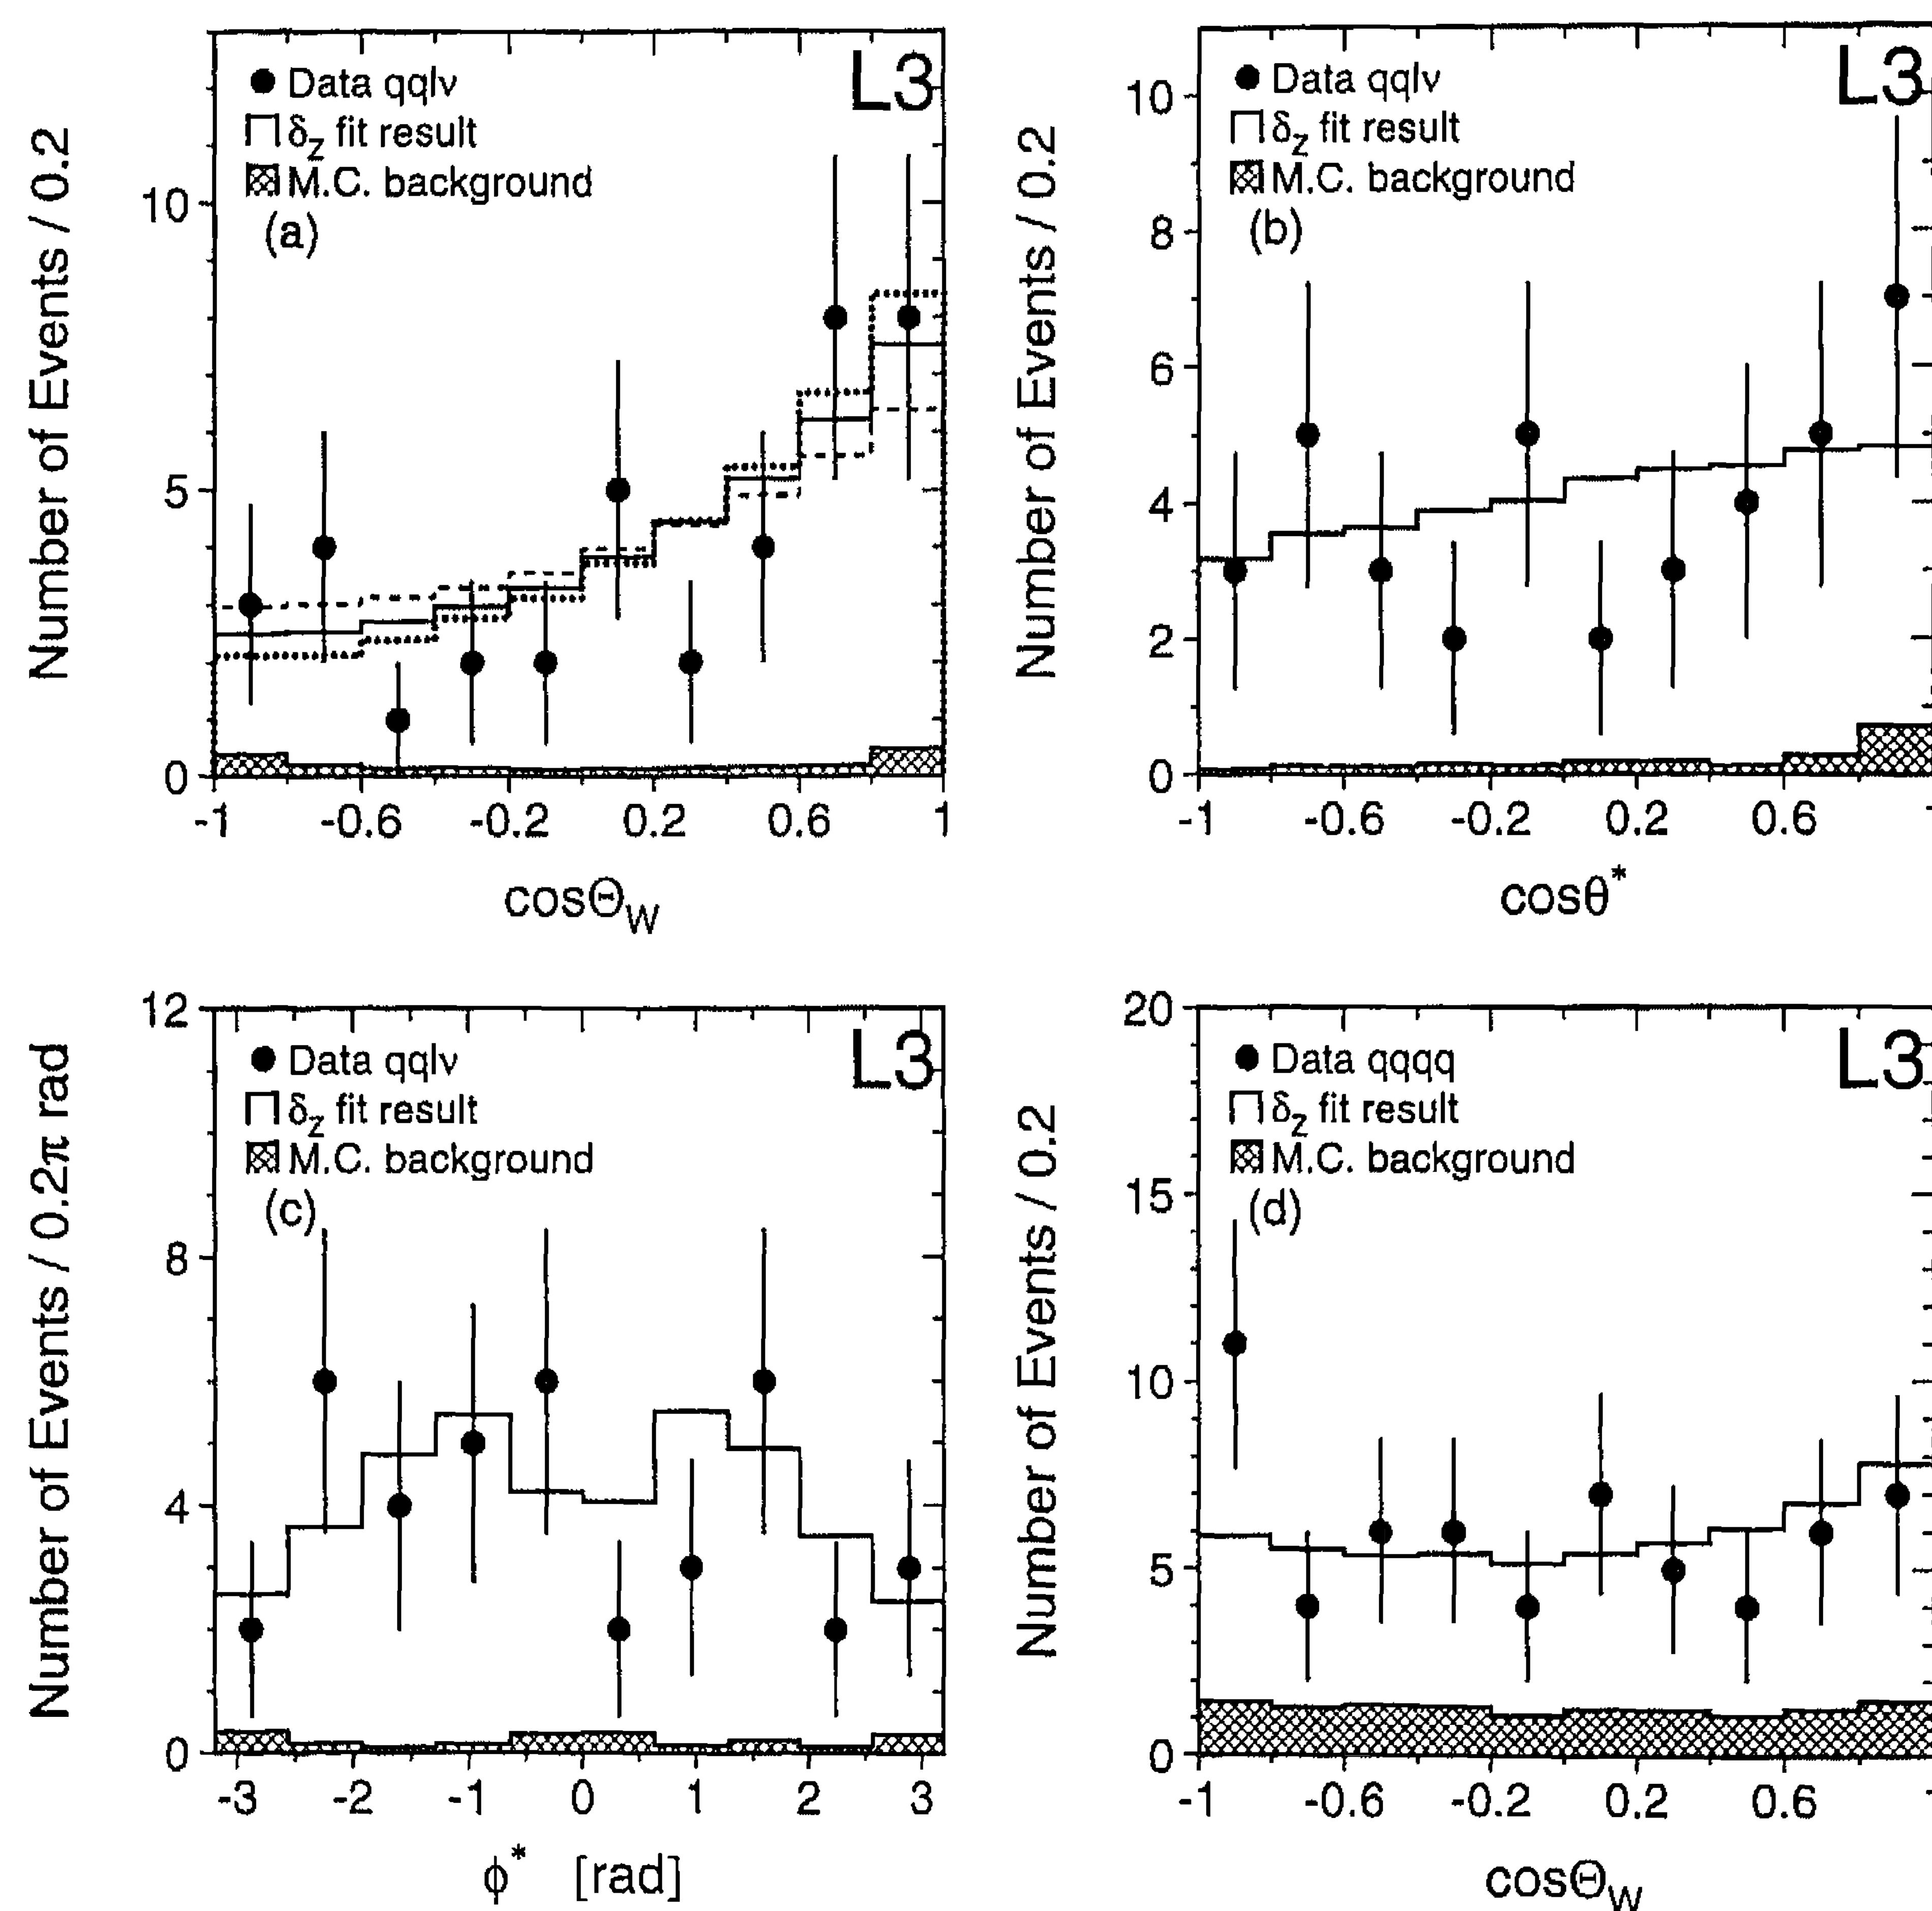 L3
Data qqlν
δZ fit result
M.C. background
(a)
10
5
0
-1 -0.6 -0.2 0.2 0.6 1
Number of Events / 0.2
cosΘW
L3
Data qqlν
δZ fit result
M.C. background
(b)
10
8
6
4
2
0
-1 -0.6 -0.2 0.2 0.6
Number of Events / 0.2
cosθ*
L3
Data qqlν
δZ fit result
M.C. background
(c)
12
8
4
0
-3 -2 -1 0 1 2 3
Number of Events / 0.2π rad
ϕ* [rad]
L3
Data qqqq
δZ fit result
M.C. background
(d)
20
15
10
5
0
-1 -0.6 -0.2 0.2 0.6
Number of Events / 0.2
cosΘW